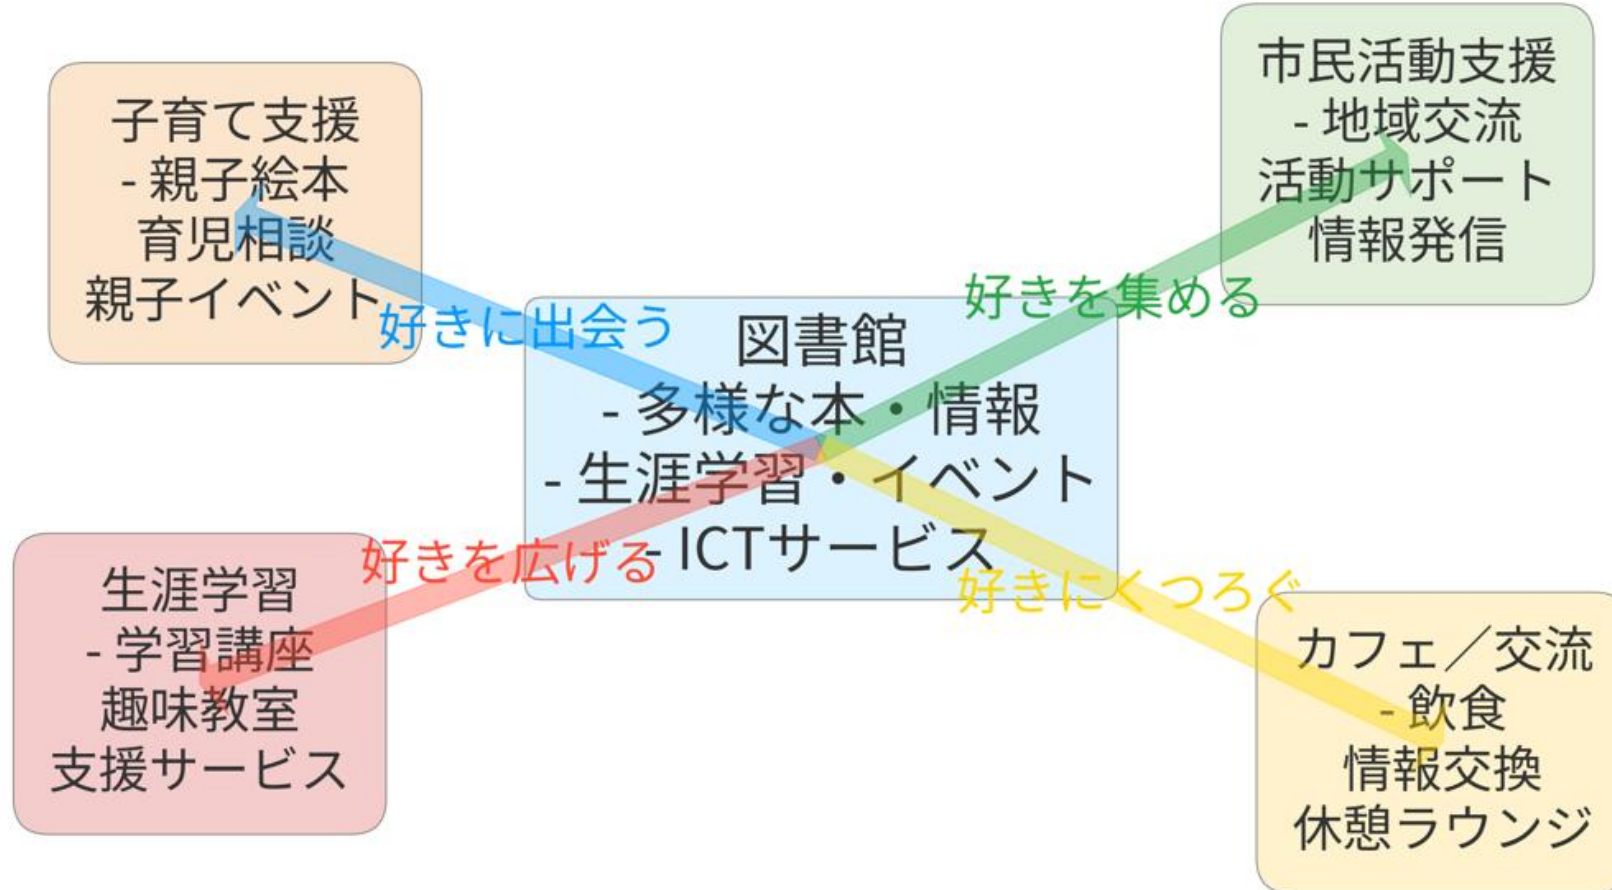 子育て支援
- 親子絵本
育児相談
親子イベント
市民活動支援
- 地域交流
活動サポート
情報発信
好きに出会う
好きを集める
図書館
- 多様な本・情報
- 生涯学習・イベント
- ICTサービス
好きを広げる
好きにくつろぐ
生涯学習
- 学習講座
趣味教室
支援サービス
カフェ／交流
- 飲食
情報交換
休憩ラウンジ